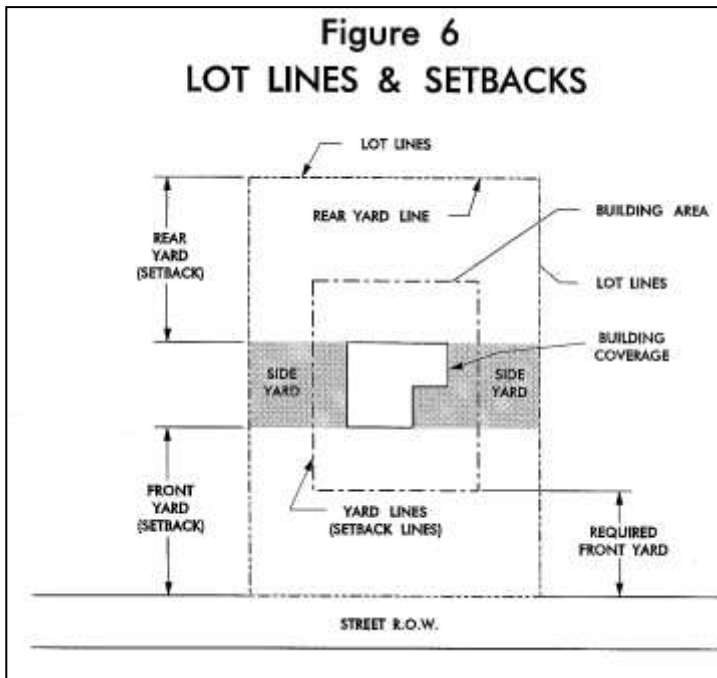 Figure 6
LOT LINES & SETBACKS
LOT LINES
REAR YARD LINE
BUILDING AREA
REAR
YARD
(SETBACK)
LOT LINES
BUILDING
COVERAGE
SIDE
YARD
SIDE
YARD
FRONT
YARD
(SETBACK)
YARD LINES
(SETBACK LINES)
REQUIRED
FRONT YARD
STREET R.O.W.